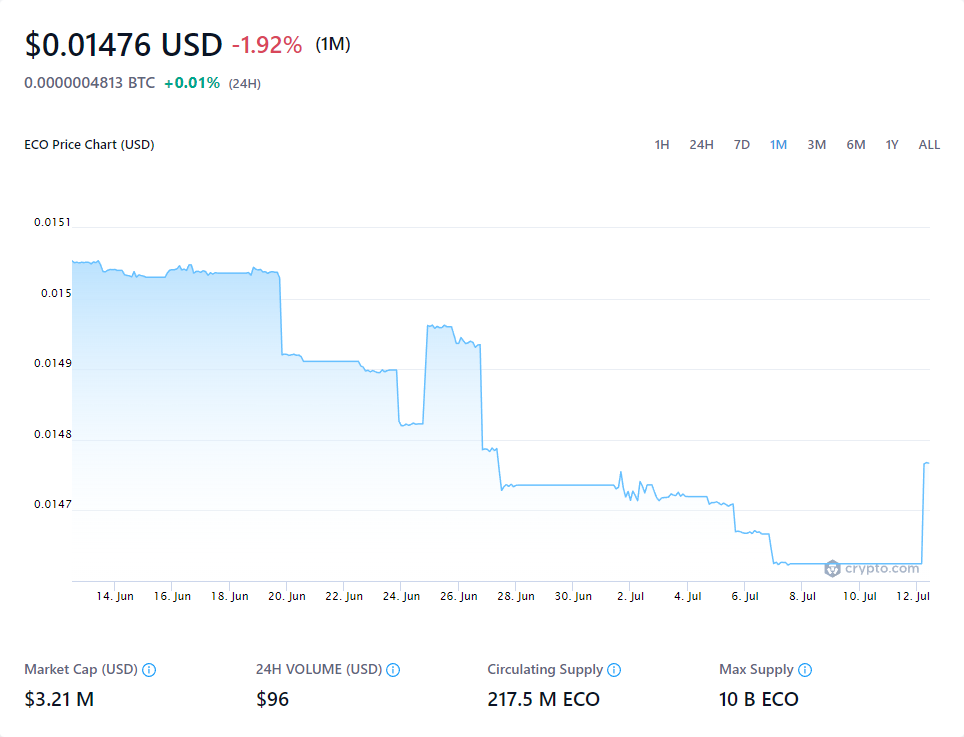 $0.01476 USD -1.92% (1M)
0.0000004813 BTC +0.01% (24H)
ECO Price Chart (USD) 1H 24H 7D 1M 3M 6M 1Y ALL
0.0151
0.015
0.0149
0.0148
0.0147
crypto.com
14. Jun 16. Jun 18. Jun 20. Jun 22. Jun 24. Jun 26. Jun 28. Jun 30. Jun 2. Jul 4. Jul 6. Jul 8. Jul 10. Jul 12. Jul
Market Cap (USD) 24H VOLUME (USD) Circulating Supply Max Supply
$3.21 M $96 217.5 M ECO 10 B ECO